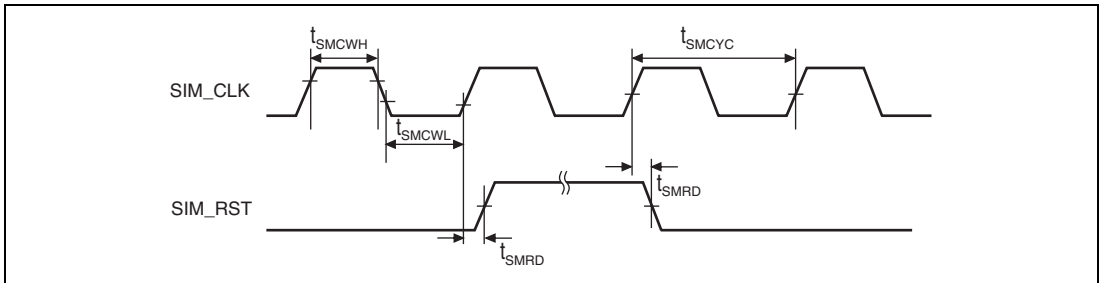 tSMCWH
tSMCYC
SIM_CLK
tSMCWL
tSMRD
SIM_RST
tSMRD